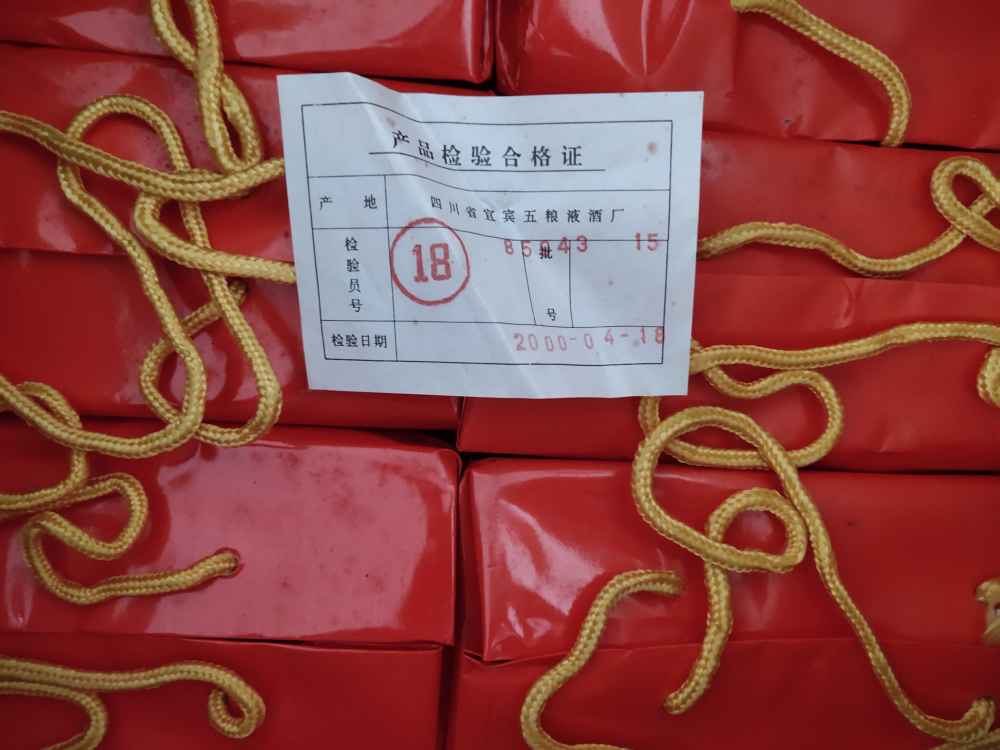 产品检验合格证
产 地 四川省宜宾五粮液酒厂
检验员号 18 批号 85043 15
检验日期 2000-04-18